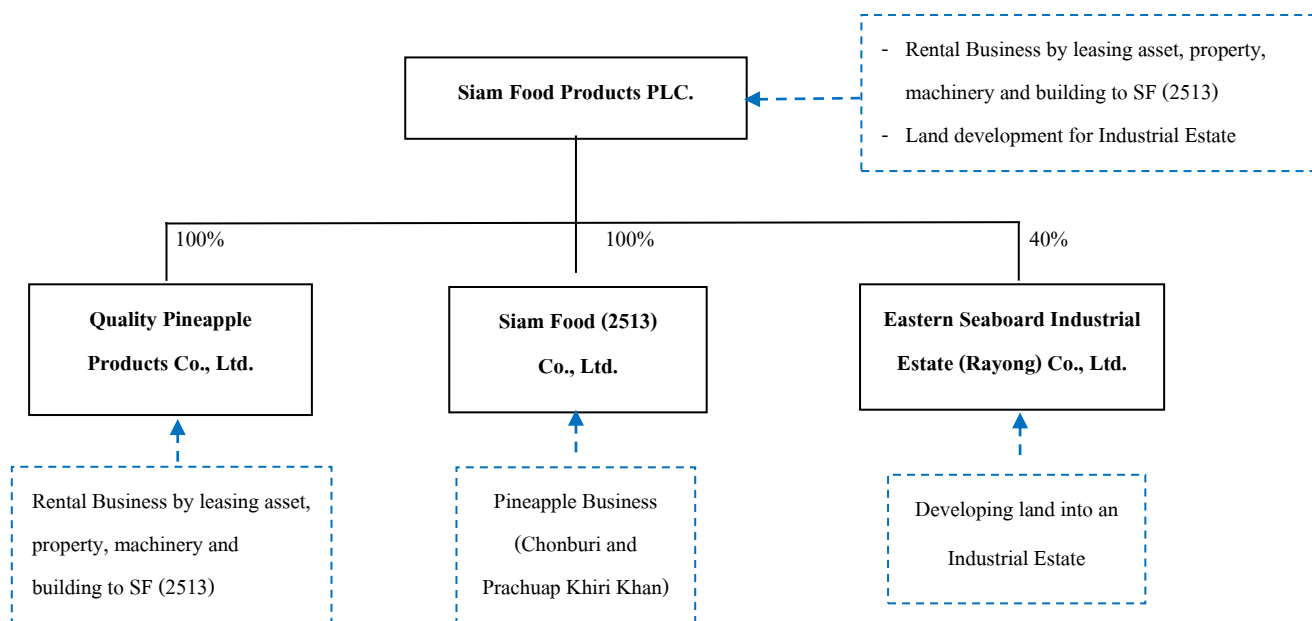 Siam Food Products PLC.
- Rental Business by leasing asset, property,
machinery and building to SF (2513)
- Land development for Industrial Estate
100%
100%
40%
Quality Pineapple
Products Co., Ltd.
Siam Food (2513)
Co., Ltd.
Eastern Seaboard Industrial
Estate (Rayong) Co., Ltd.
Rental Business by leasing asset,
property, machinery and
building to SF (2513)
Pineapple Business
(Chonburi and
Prachuap Khiri Khan)
Developing land into an
Industrial Estate